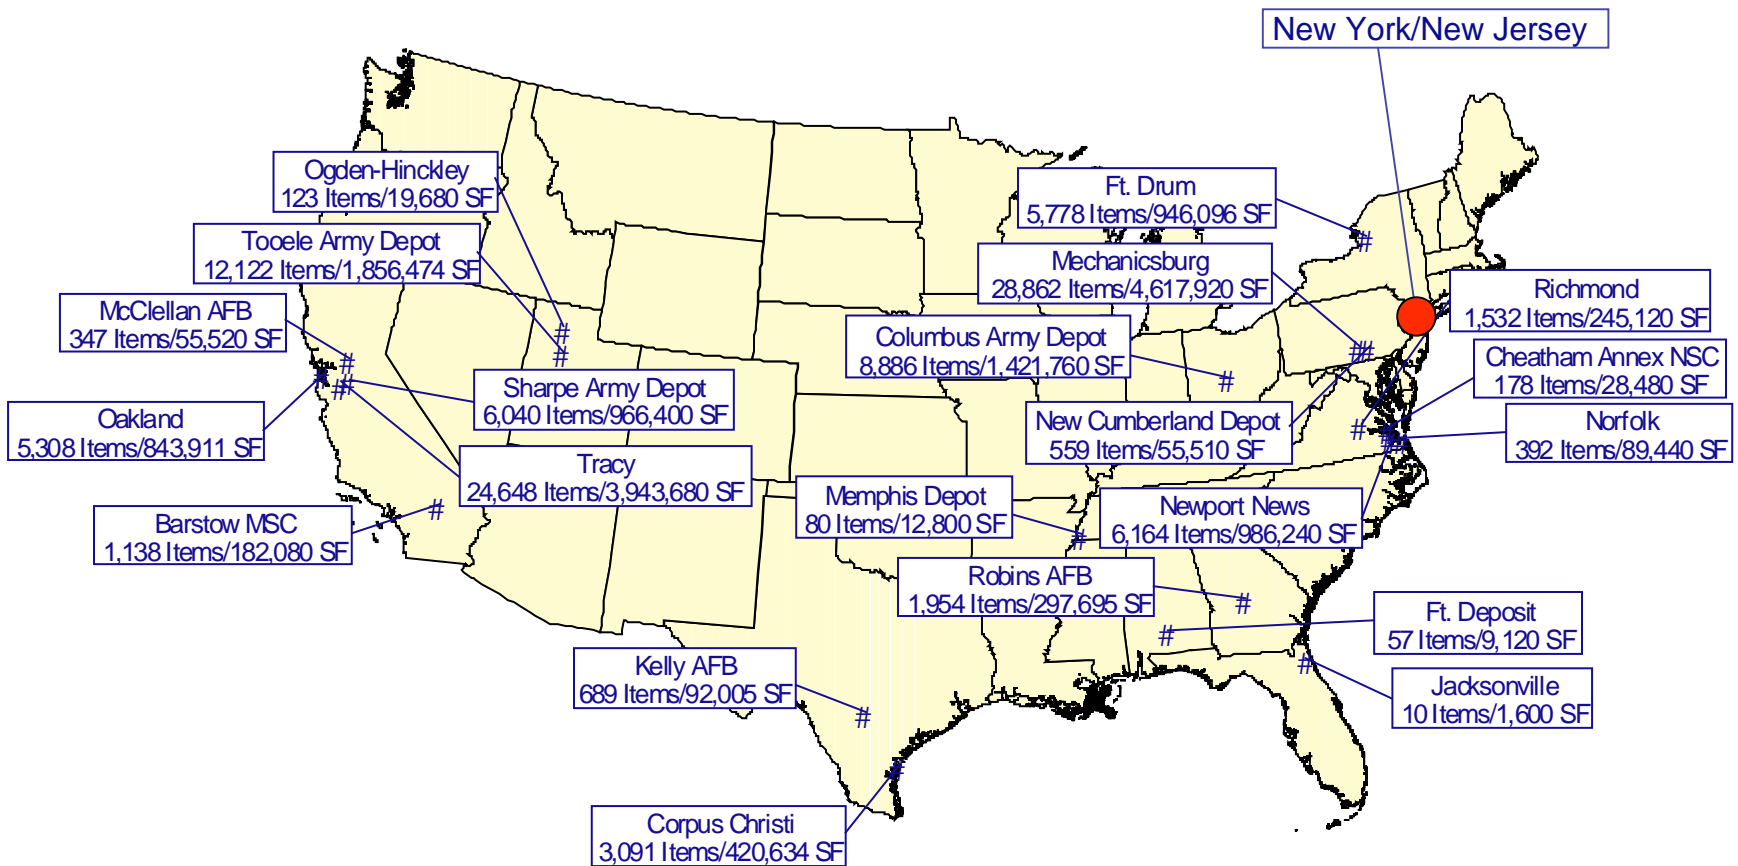 New York/New Jersey
Ogden-Hinckley
123 Items/19,680 SF
Ft. Drum
5,778 Items/946,096 SF
Tooele Army Depot
12,122 Items/1,856,474 SF
Mechanicsburg
28,862 Items/4,617,920 SF
Richmond
1,532 Items/245,120 SF
McClellan AFB
347 Items/55,520 SF
Columbus Army Depot
8,886 Items/1,421,760 SF
Cheatham Annex NSC
178 Items/28,480 SF
Sharpe Army Depot
6,040 Items/966,400 SF
Oakland
5,308 Items/843,911 SF
New Cumberland Depot
559 Items/55,510 SF
Norfolk
392 Items/89,440 SF
Tracy
24,648 Items/3,943,680 SF
Memphis Depot
80 Items/12,800 SF
Newport News
6,164 Items/986,240 SF
Barstow MSC
1,138 Items/182,080 SF
Robins AFB
1,954 Items/297,695 SF
Ft. Deposit
57 Items/9,120 SF
Kelly AFB
689 Items/92,005 SF
Jacksonville
10 Items/1,600 SF
Corpus Christi
3,091 Items/420,634 SF